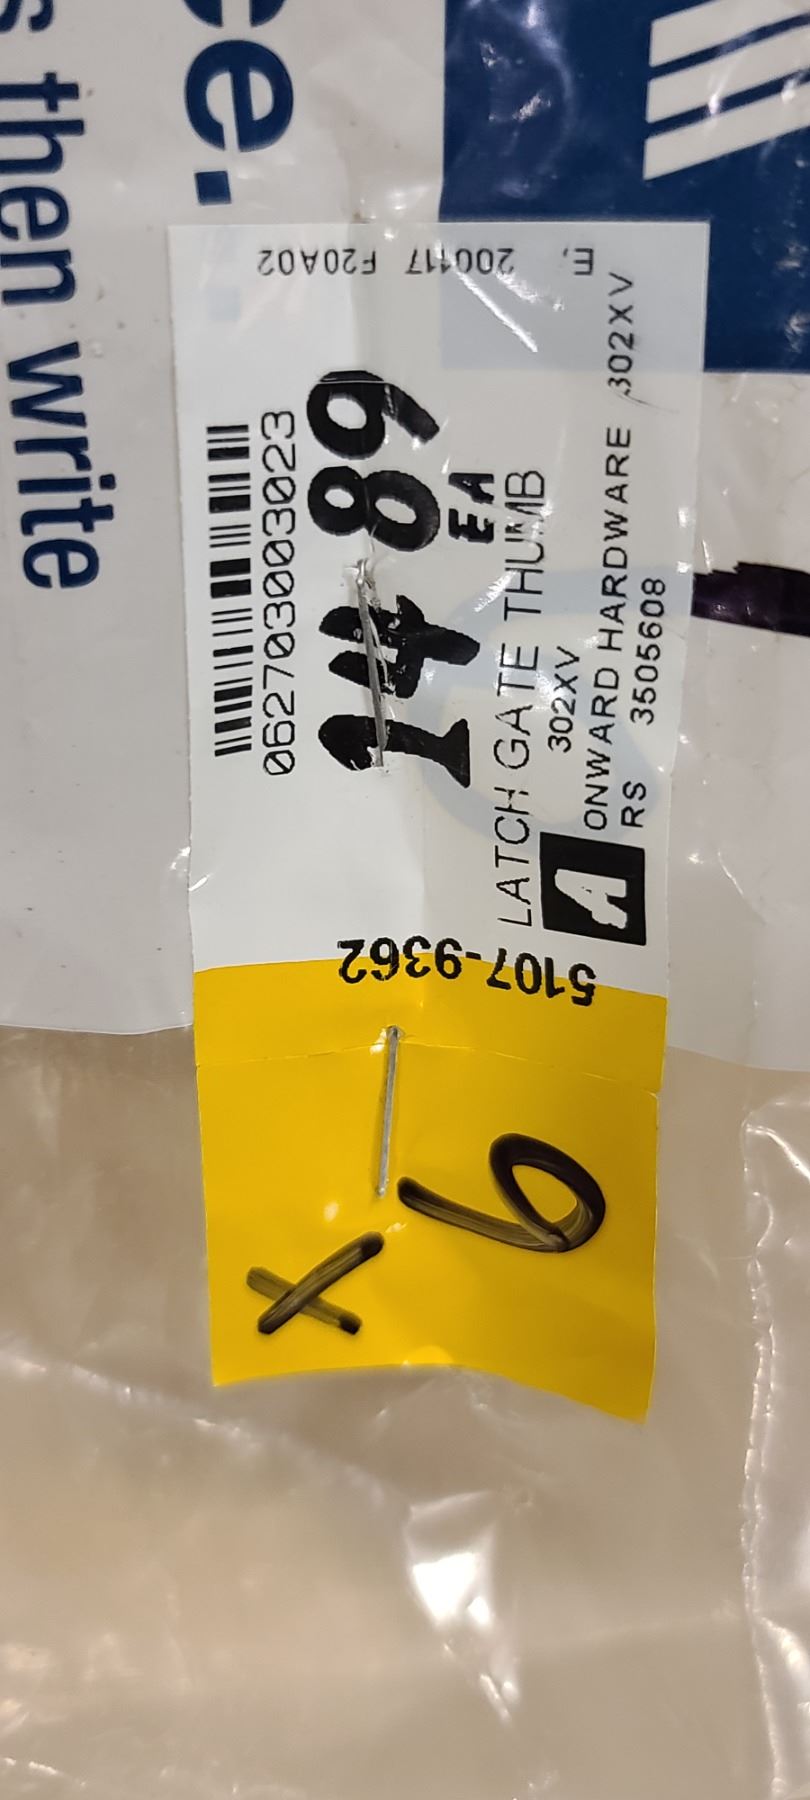 ce.
then write
062703003023
14 89
EA
LATCH GATE THUMB
302XV
ONWARD HARDWARE 302XV
RS 3505608
5107-9362
F20A02
x6